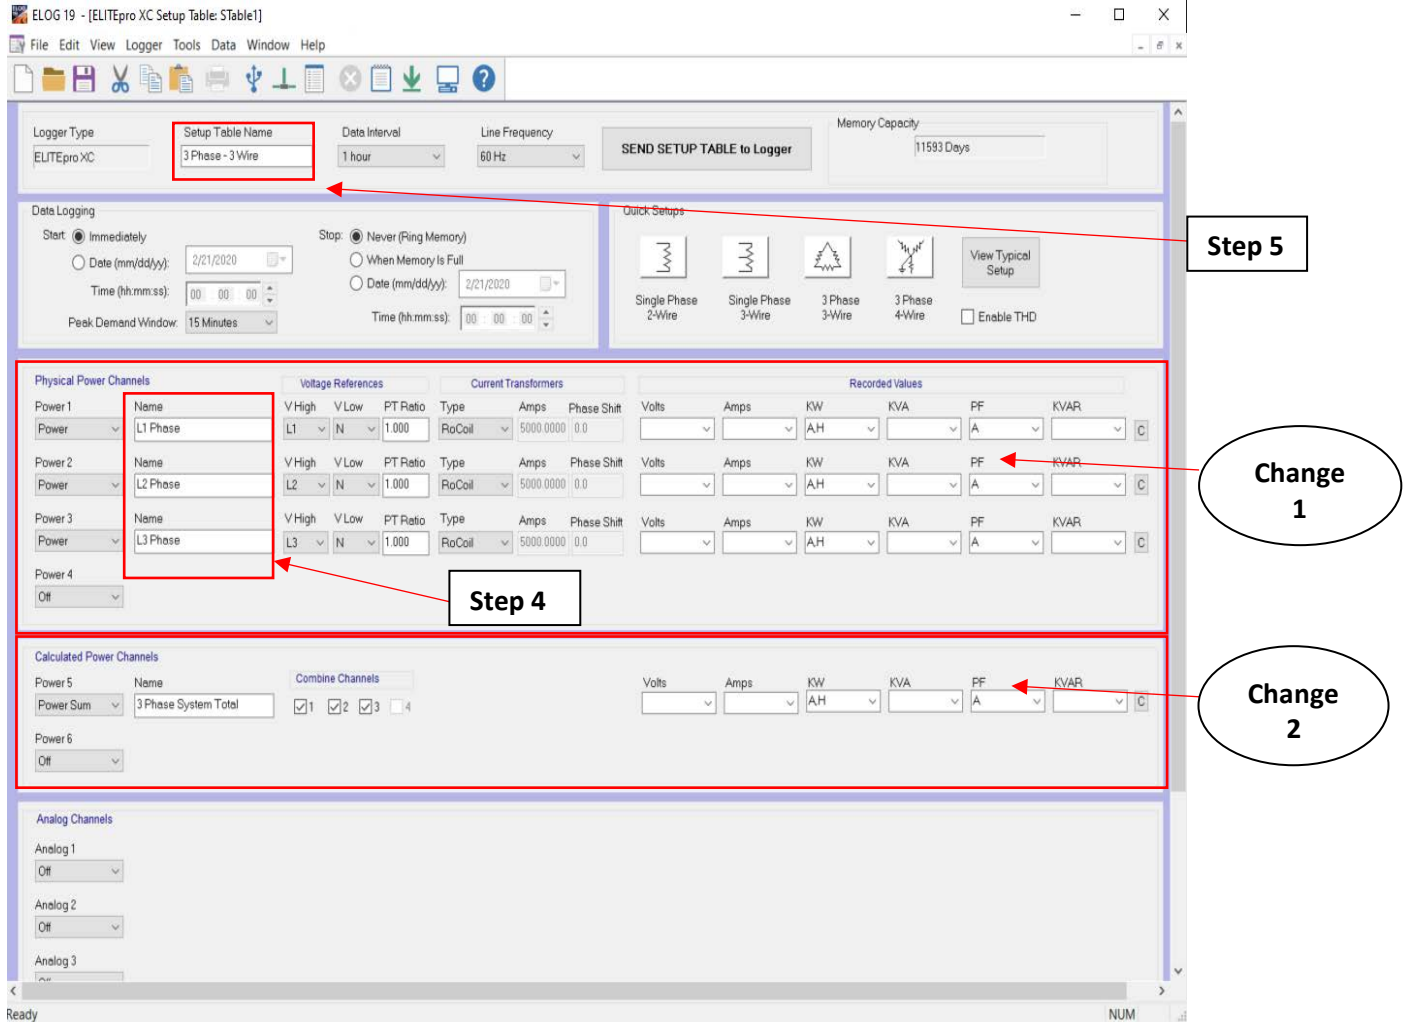 ELOG 19 - [ELITEpro XC Setup Table: STable1]
File Edit View Logger Tools Data Window Help
Logger Type
ELITEpro XC
Setup Table Name
3 Phase - 3 Wire
Data Interval
1 hour
Line Frequency
60 Hz
SEND SETUP TABLE to Logger
Memory Capacity
11593 Days
Step 5
Data Logging
Start: Immediately
Date (mm/dd/yy): 2/21/2020
Time (hh:mm:ss): 00 : 00 : 00
Peak Demand Window: 15 Minutes
Stop: Never (Ring Memory)
When Memory Is Full
Date (mm/dd/yy): 2/21/2020
Time (hh:mm:ss): 00 : 00 : 00
Quick Setups
Single Phase
2-Wire
Single Phase
3-Wire
3 Phase
3-Wire
3 Phase
4-Wire
View Typical
Setup
Enable THD
Physical Power Channels
Voltage References Current Transformers Recorded Values
Power 1 Name V High V Low PT Ratio Type Amps Phase Shift Volts Amps KW KVA PF KVAR
Power L1 Phase L1 N 1.000 RoCoil 5000.0000 0.0 A,H A C
Power 2 Name V High V Low PT Ratio Type Amps Phase Shift Volts Amps KW KVA PF KVAR
Power L2 Phase L2 N 1.000 RoCoil 5000.0000 0.0 A,H A C
Power 3 Name V High V Low PT Ratio Type Amps Phase Shift Volts Amps KW KVA PF KVAR
Power L3 Phase L3 N 1.000 RoCoil 5000.0000 0.0 A,H A C
Power 4
Off
Change
1
Step 4
Calculated Power Channels
Power 5 Name Combine Channels Volts Amps KW KVA PF KVAR
Power Sum 3 Phase System Total 1 2 3 4 A,H A C
Power 6
Off
Change
2
Analog Channels
Analog 1
Off
Analog 2
Off
Analog 3
Ready NUM